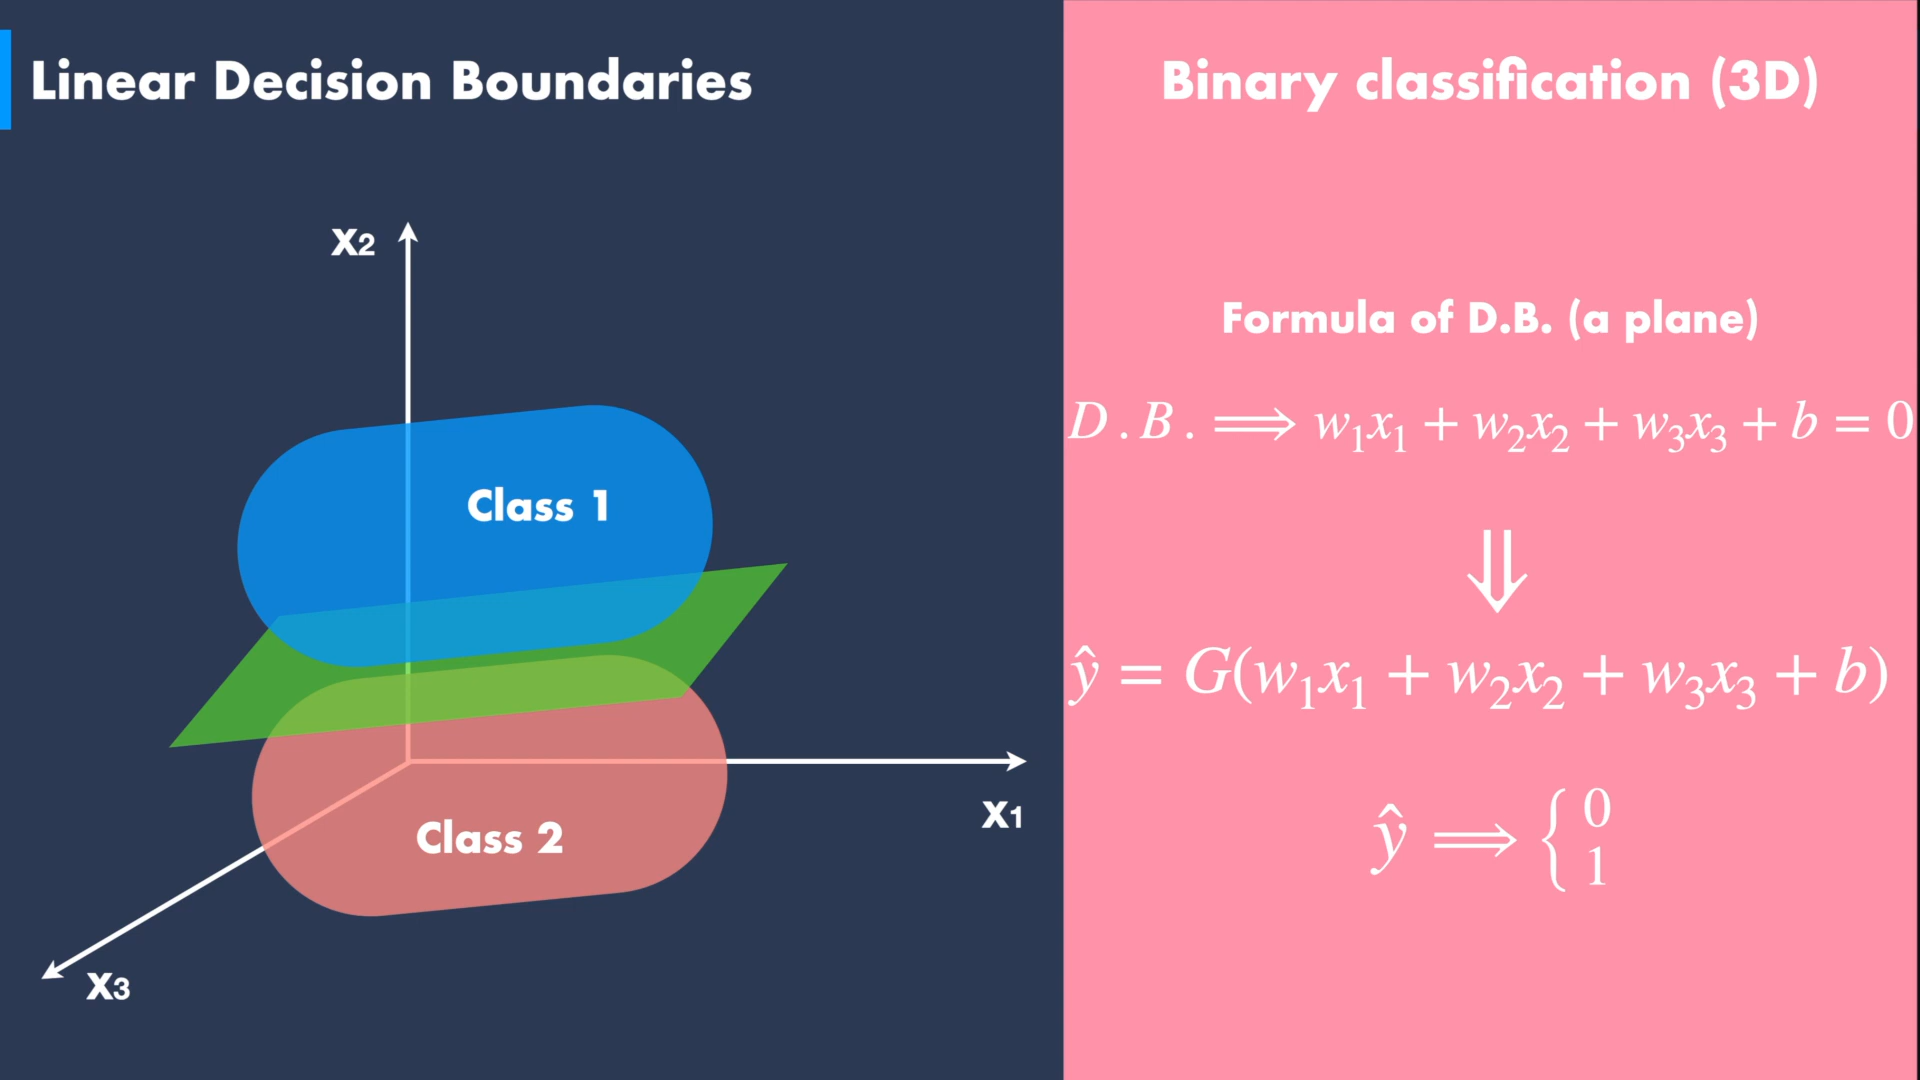 Linear Decision Boundaries
Binary classification (3D)
x2
Class 1
Class 2
x1
x3
Formula of D.B. (a plane)
D.B. ⟹ w₁x₁ + w₂x₂ + w₃x₃ + b = 0
⇓
ŷ = G(w₁x₁ + w₂x₂ + w₃x₃ + b)
ŷ ⟹ { 0
1